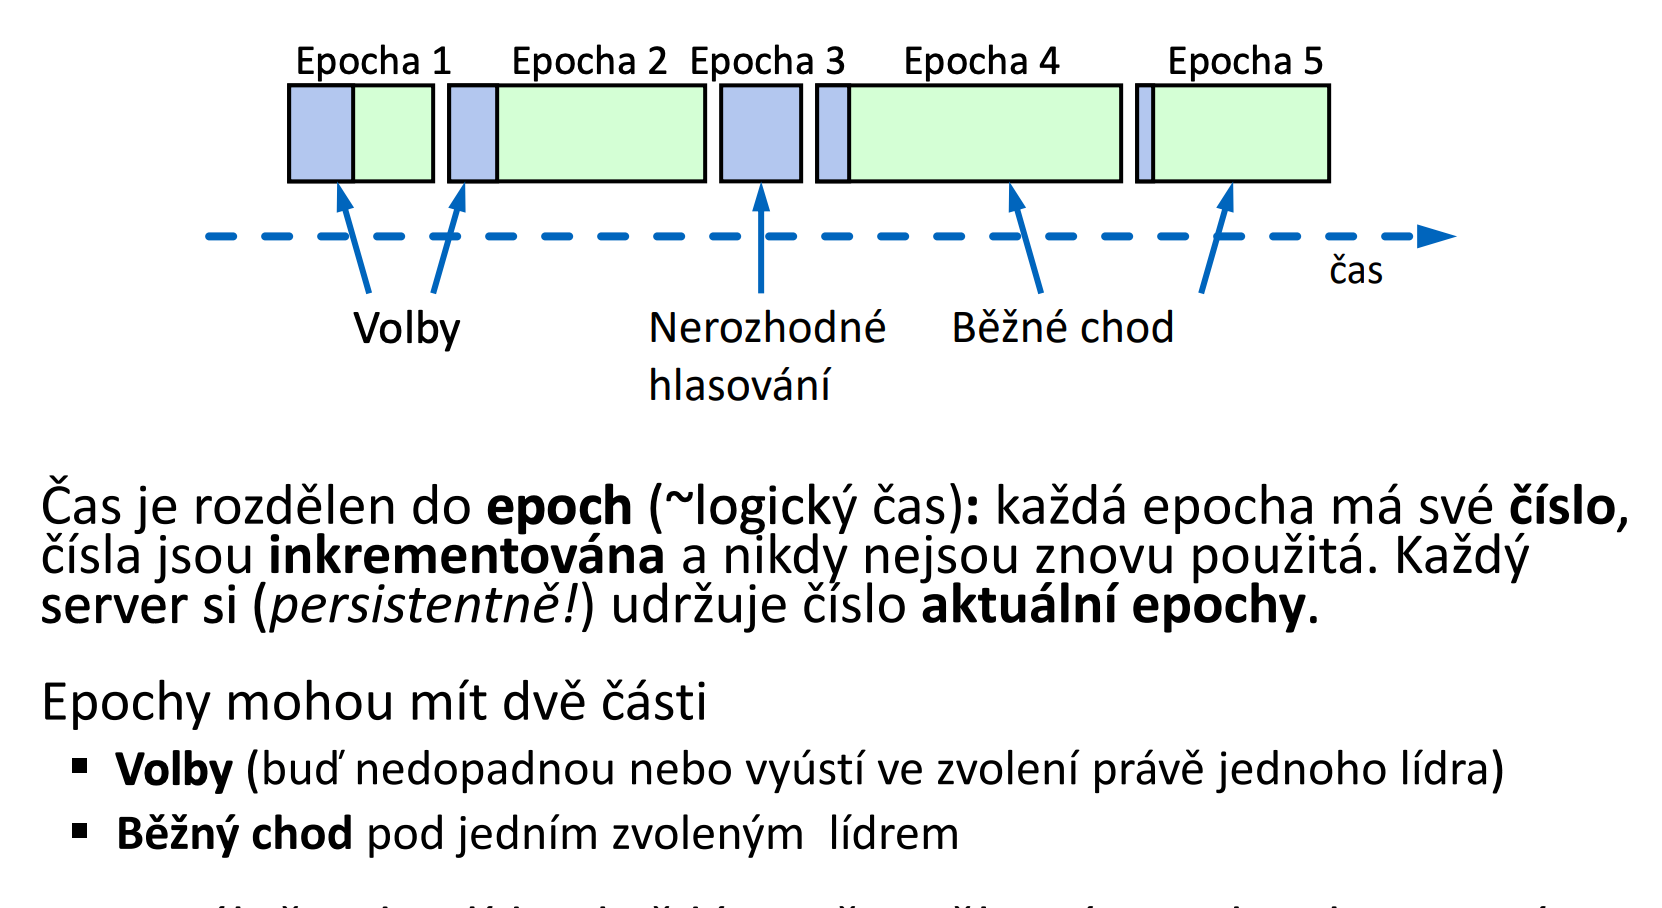 Epocha 1 Epocha 2 Epocha 3 Epocha 4 Epocha 5
čas
Volby Nerozhodné hlasování Běžné chod
Čas je rozdělen do epoch (~logický čas): každá epocha má své číslo,
čísla jsou inkrementována a nikdy nejsou znovu použitá. Každý
server si (persistentně!) udržuje číslo aktuální epochy.
Epochy mohou mít dvě části
▪ Volby (buď nedopadnou nebo vyústí ve zvolení právě jednoho lídra)
▪ Běžný chod pod jedním zvoleným lídrem